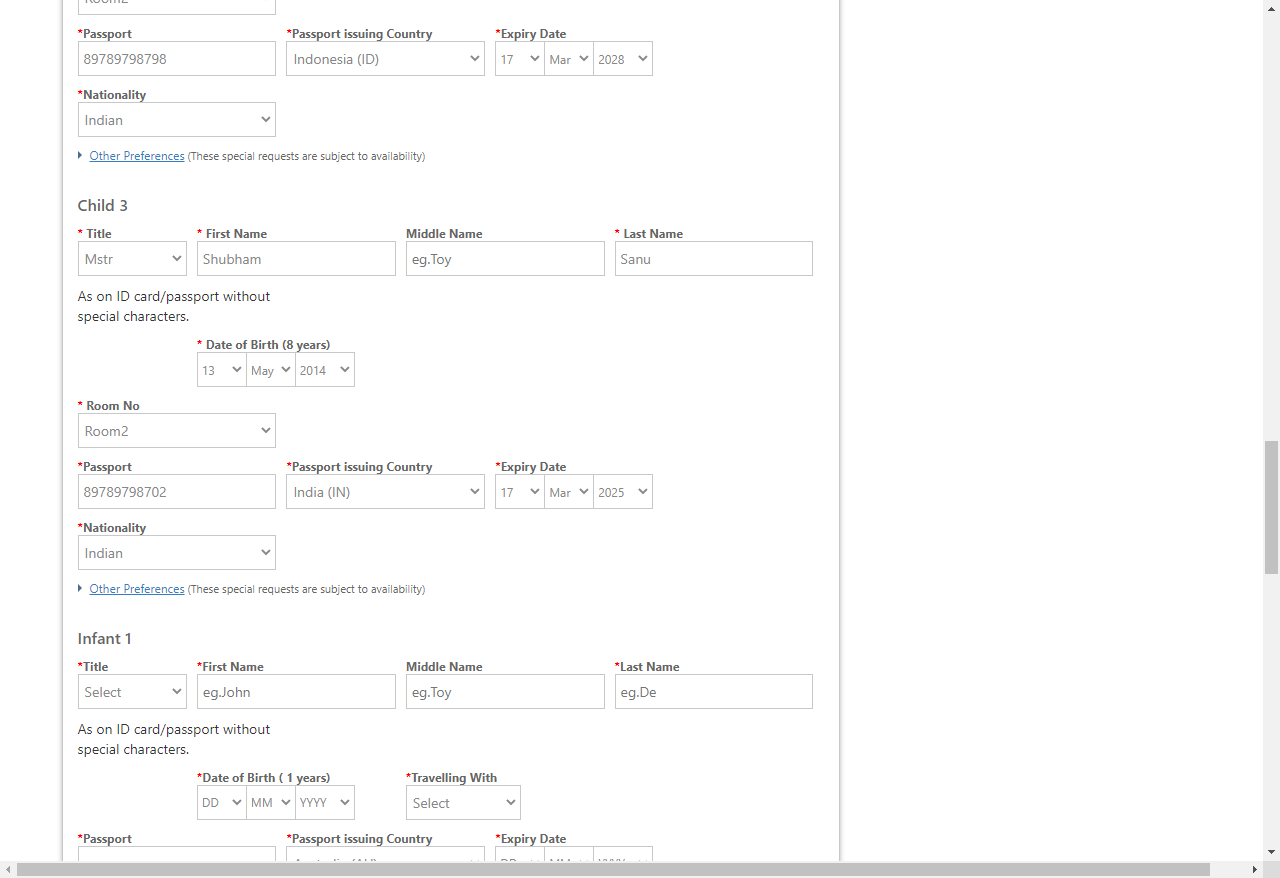 Room2
*Passport *Passport issuing Country *Expiry Date
89789798798 Indonesia (ID) 17 Mar 2028
*Nationality
Indian
Other Preferences (These special requests are subject to availability)
Child 3
* Title * First Name Middle Name * Last Name
Mstr Shubham eg.Toy Sanu
As on ID card/passport without
special characters.
* Date of Birth (8 years)
13 May 2014
* Room No
Room2
*Passport *Passport issuing Country *Expiry Date
89789798702 India (IN) 17 Mar 2025
*Nationality
Indian
Other Preferences (These special requests are subject to availability)
Infant 1
*Title *First Name Middle Name *Last Name
Select eg.John eg.Toy eg.De
As on ID card/passport without
special characters.
*Date of Birth ( 1 years) *Travelling With
DD MM YYYY Select
*Passport *Passport issuing Country *Expiry Date